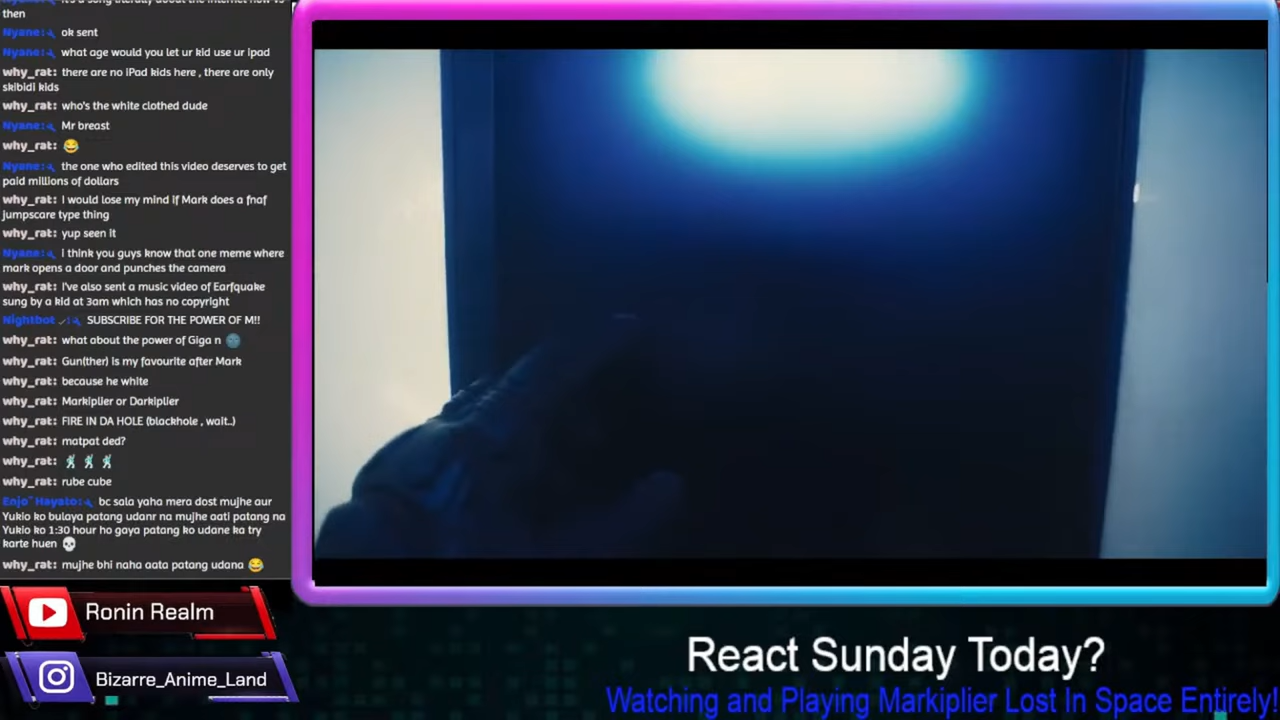 then
Nyane: ok sent
Nyane: what age would you let ur kid use ur ipad
why_rat: there are no iPad kids here , there are only
skibidi kids
why_rat: who's the white clothed dude
Nyane: Mr breast
why_rat: 😂
Nyane: the one who edited this video deserves to get
paid millions of dollars
why_rat: I would lose my mind if Mark does a fnaf
jumpscare type thing
why_rat: yup seen it
Nyane: i think you guys know that one meme where
mark opens a door and punches the camera
why_rat: I've also sent a music video of Earfquake
sung by a kid at 3am which has no copyright
Nightbot: SUBSCRIBE FOR THE POWER OF M!!
why_rat: what about the power of Giga n
why_rat: Gun(ther) is my favourite after Mark
why_rat: because he white
why_rat: Markiplier or Darkiplier
why_rat: FIRE IN DA HOLE (blackhole , wait..)
why_rat: matpat ded?
why_rat:
why_rat: rube cube
Enjo~Hayato: bc sala yaha mera dost mujhe aur
Yukio ko bulaya patang udanr na mujhe aati patang na
Yukio ko 1:30 hour ho gaya patang ko udane ka try
karte huen 💀
why_rat: mujhe bhi naha aata patang udana 😂
Ronin Realm
Bizarre_Anime_Land
React Sunday Today?
Watching and Playing Markiplier Lost In Space Entirely!